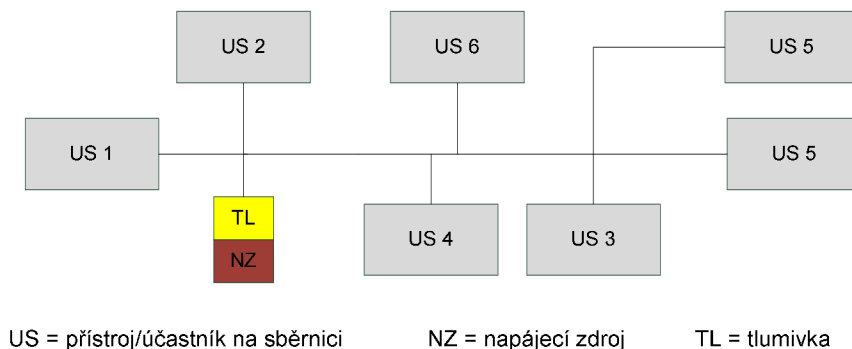 US 2
US 6
US 5
US 1
US 5
TL
US 4
US 3
NZ
US = přístroj/účastník na sběrnici NZ = napájecí zdroj TL = tlumivka